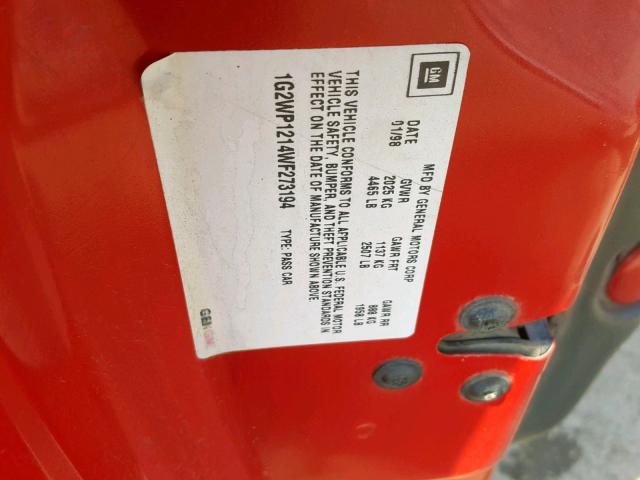 GM
MFD BY GENERAL MOTORS CORP
DATE GVWR GAWR FRT GAWR RR
01/98 2025 KG 1137 KG 888 KG
4465 LB 2507 LB 1958 LB
THIS VEHICLE CONFORMS TO ALL APPLICABLE U.S. FEDERAL MOTOR
VEHICLE SAFETY, BUMPER, AND THEFT PREVENTION STANDARDS IN
EFFECT ON THE DATE OF MANUFACTURE SHOWN ABOVE.
1G2WP1214WF273194 TYPE: PASS CAR